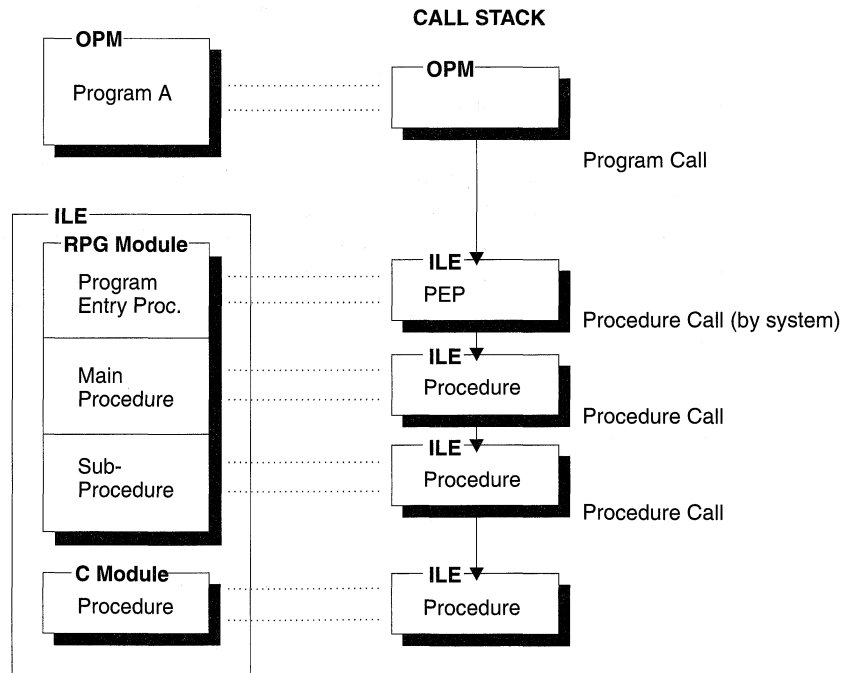 CALL STACK
OPM
Program A
OPM
Program Call
ILE
RPG Module
Program
Entry Proc.
ILE
PEP
Procedure Call (by system)
Main
Procedure
ILE
Procedure
Procedure Call
Sub-
Procedure
ILE
Procedure
Procedure Call
C Module
Procedure
ILE
Procedure